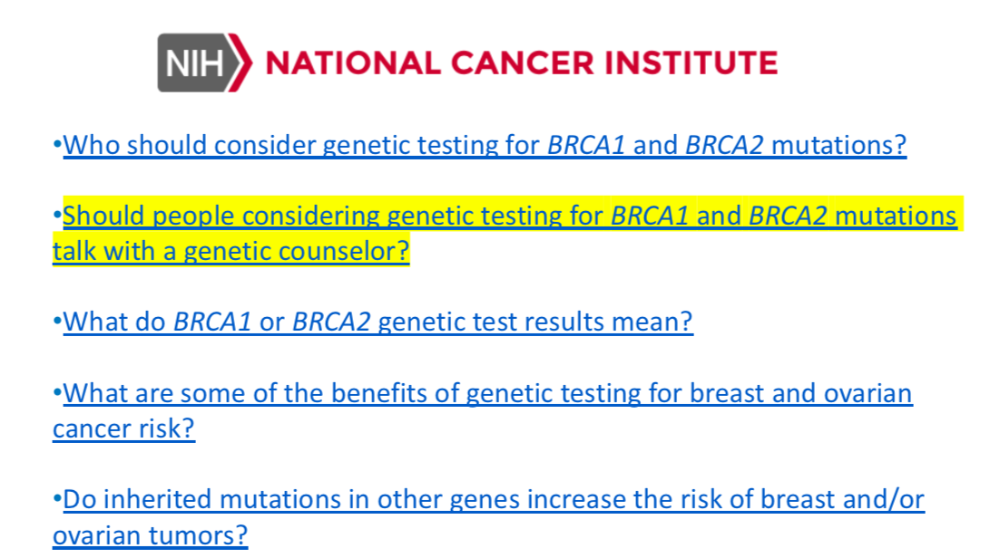 NIH NATIONAL CANCER INSTITUTE
•Who should consider genetic testing for BRCA1 and BRCA2 mutations?
•Should people considering genetic testing for BRCA1 and BRCA2 mutations
talk with a genetic counselor?
•What do BRCA1 or BRCA2 genetic test results mean?
•What are some of the benefits of genetic testing for breast and ovarian
cancer risk?
•Do inherited mutations in other genes increase the risk of breast and/or
ovarian tumors?